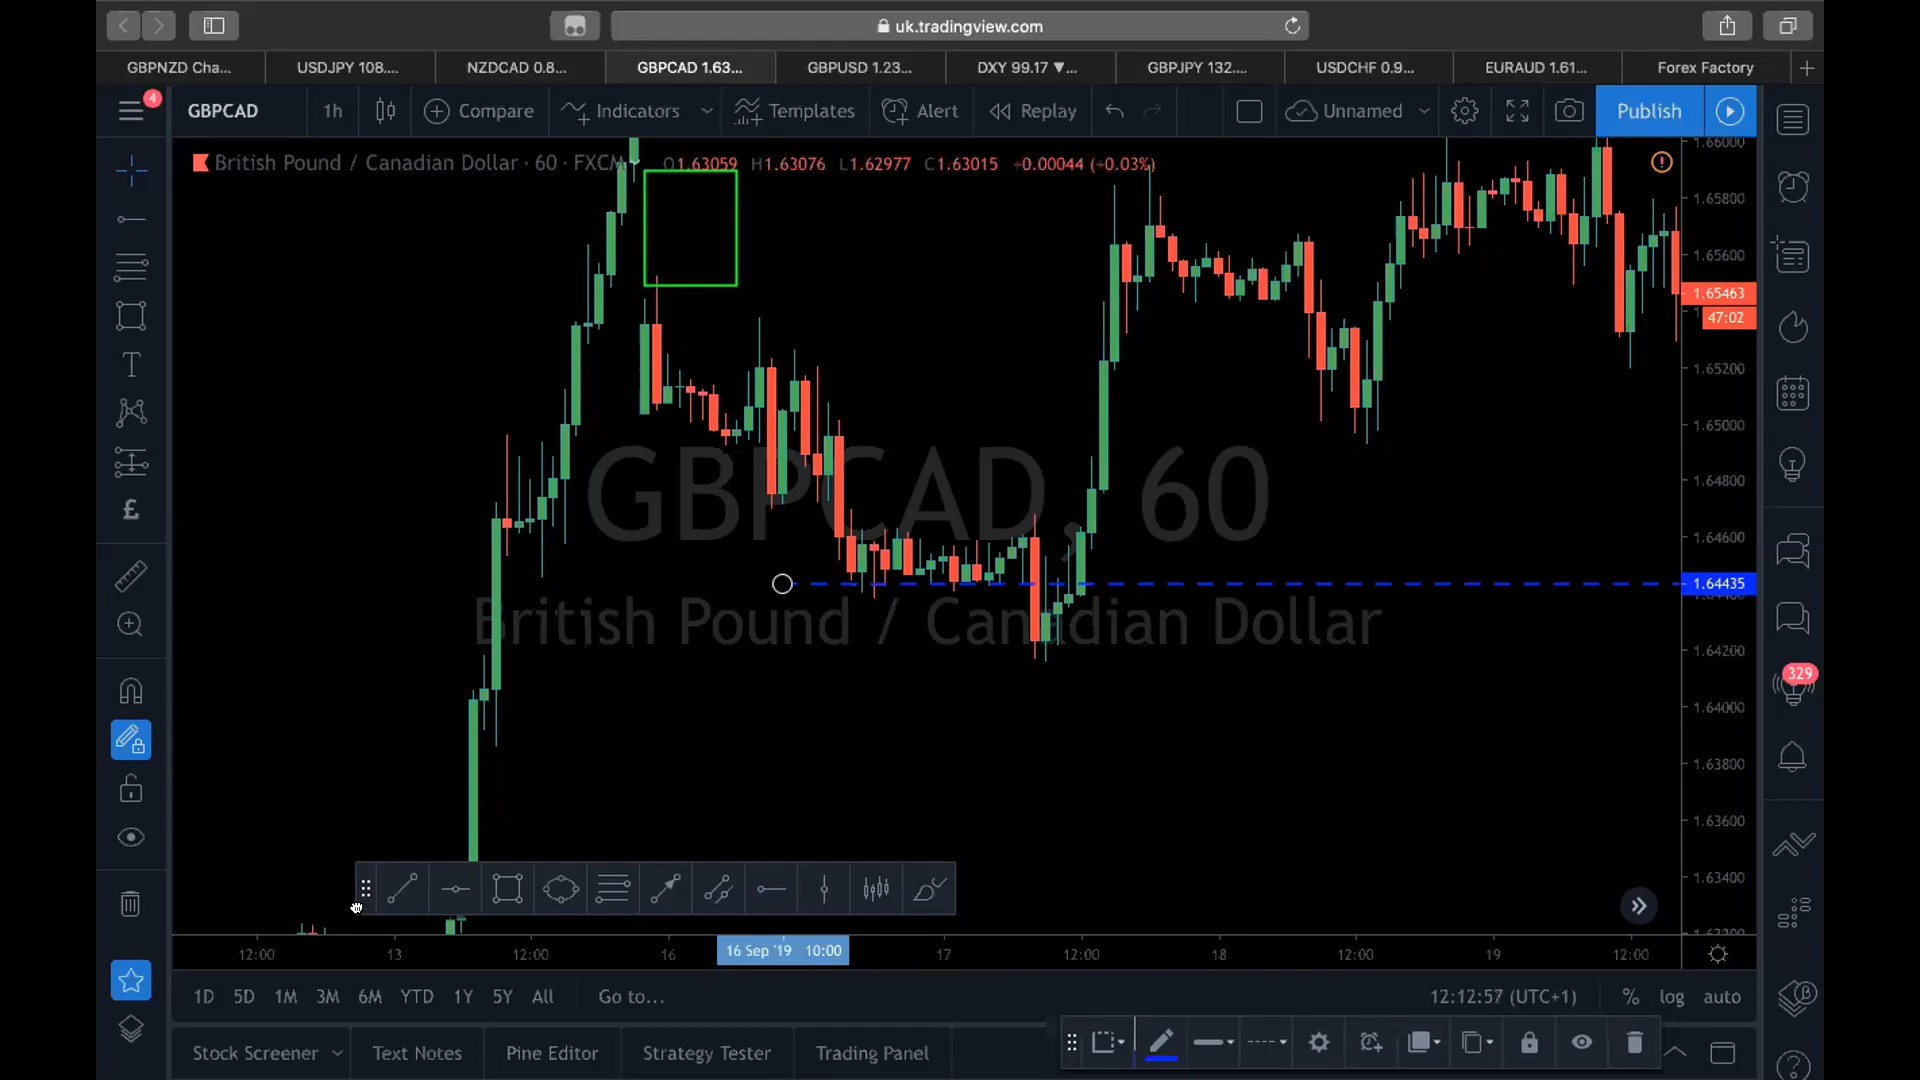 uk.tradingview.com
GBPNZD Cha... USDJPY 108.... NZDCAD 0.8... GBPCAD 1.63... GBPUSD 1.23... DXY 99.17 ▼... GBPJPY 132.... USDCHF 0.9... EURAUD 1.61... Forex Factory
4
GBPCAD 1h Compare Indicators Templates Alert Replay Unnamed Publish
British Pound / Canadian Dollar · 60 · FXCM O1.63059 H1.63076 L1.62977 C1.63015 +0.00044 (+0.03%)
1.66000
1.65800
1.65600
1.65463
47:02
1.65200
1.65000
1.64800
1.64600
1.64435
1.64200
1.64000
1.63800
1.63600
1.63400
GBPCAD, 60
British Pound / Canadian Dollar
329
12:00 13 12:00 16 16 Sep '19 10:00 17 12:00 18 12:00 19 12:00
1D 5D 1M 3M 6M YTD 1Y 5Y All Go to... 12:12:57 (UTC+1) % log auto
Stock Screener Text Notes Pine Editor Strategy Tester Trading Panel